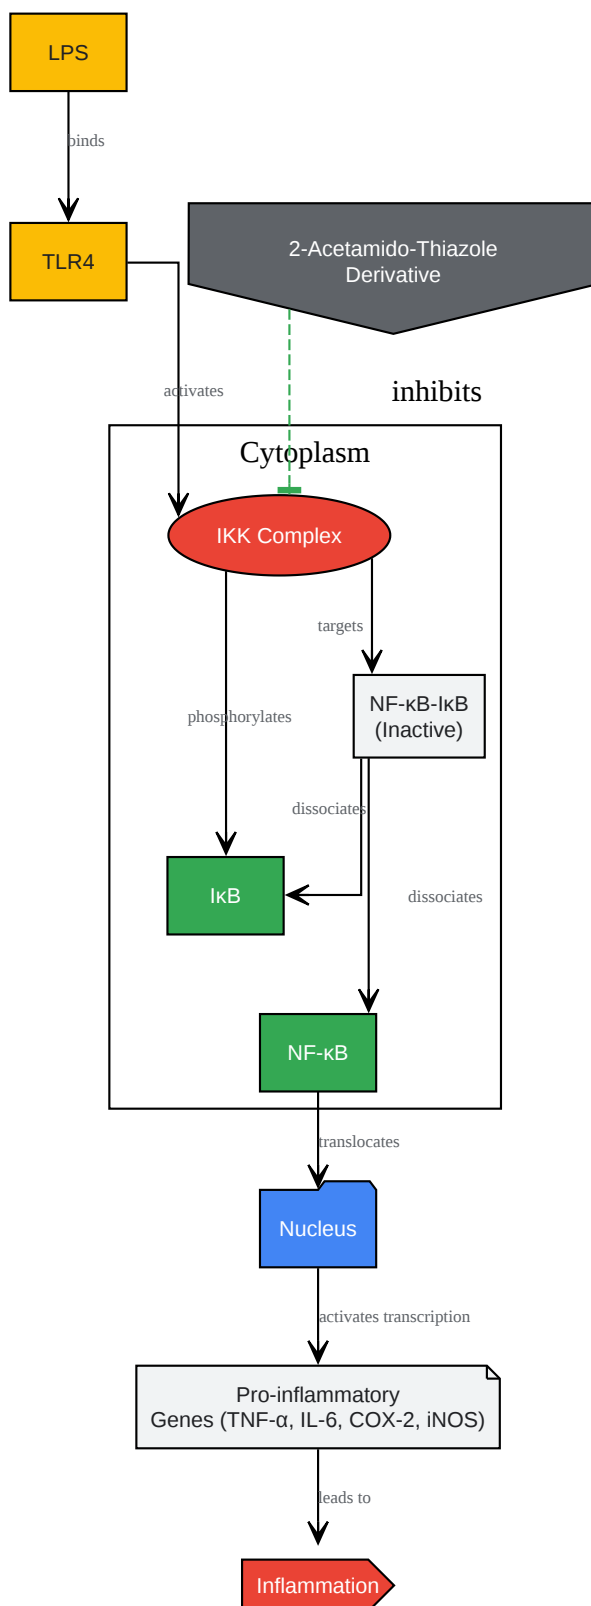 LPS
binds
TLR4
2-Acetamido-Thiazole
Derivative
activates
inhibits
Cytoplasm
IKK Complex
targets
NF-κB-IκB
(Inactive)
phosphorylates
dissociates
IκB
dissociates
NF-κB
translocates
Nucleus
activates transcription
Pro-inflammatory
Genes (TNF-α, IL-6, COX-2, iNOS)
leads to
Inflammation